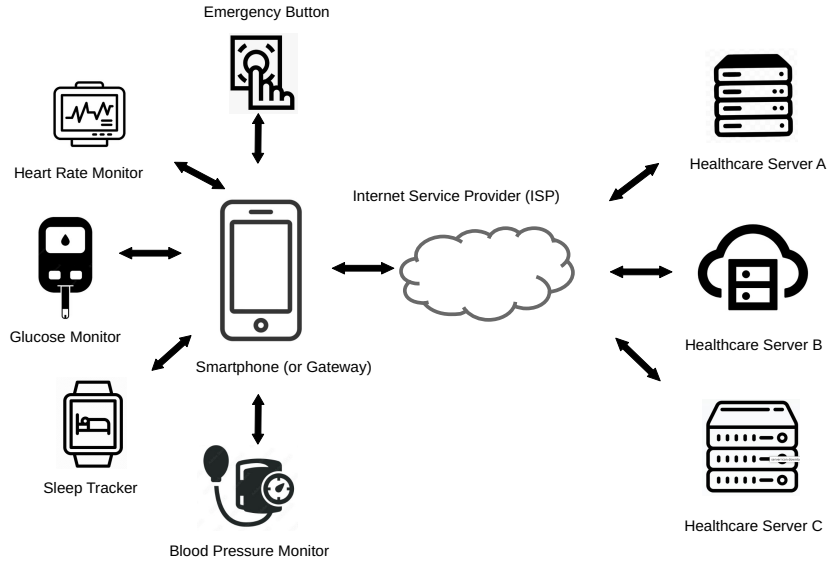 Emergency Button
Heart Rate Monitor
Internet Service Provider (ISP)
Healthcare Server A
Glucose Monitor
Healthcare Server B
Smartphone (or Gateway)
Sleep Tracker
Healthcare Server C
Blood Pressure Monitor